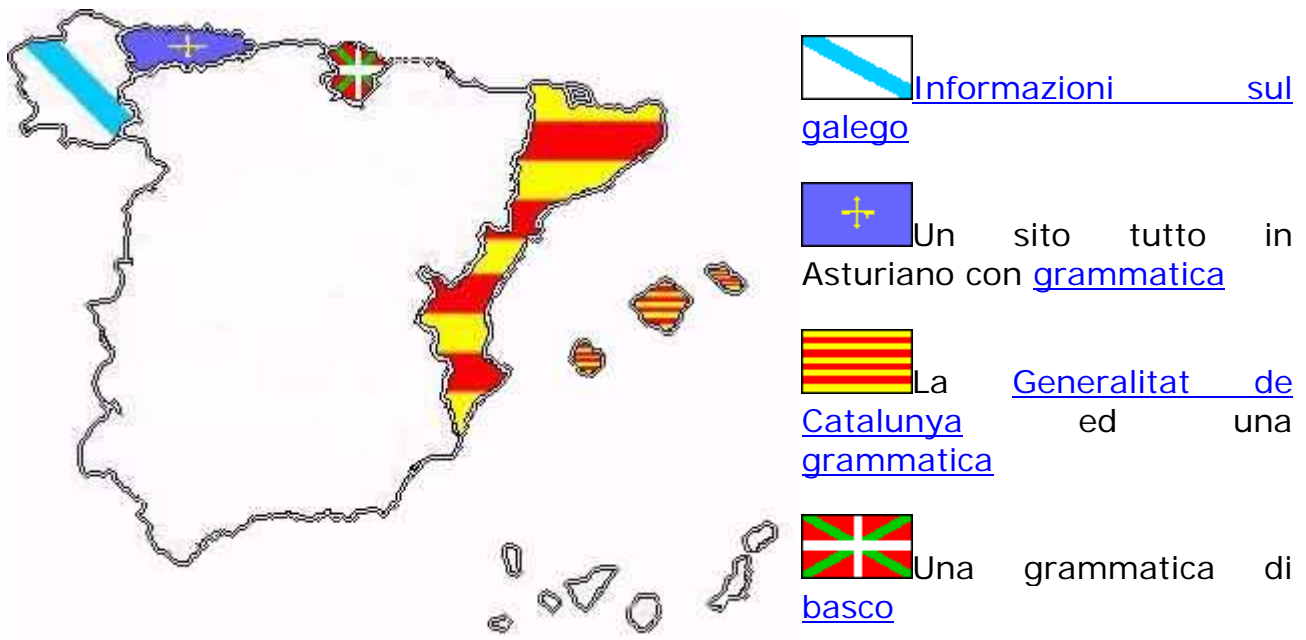 Informazioni sul
galego
Un sito tutto in
Asturiano con grammatica
La Generalitat de
Catalunya ed una
grammatica
Una grammatica di
basco